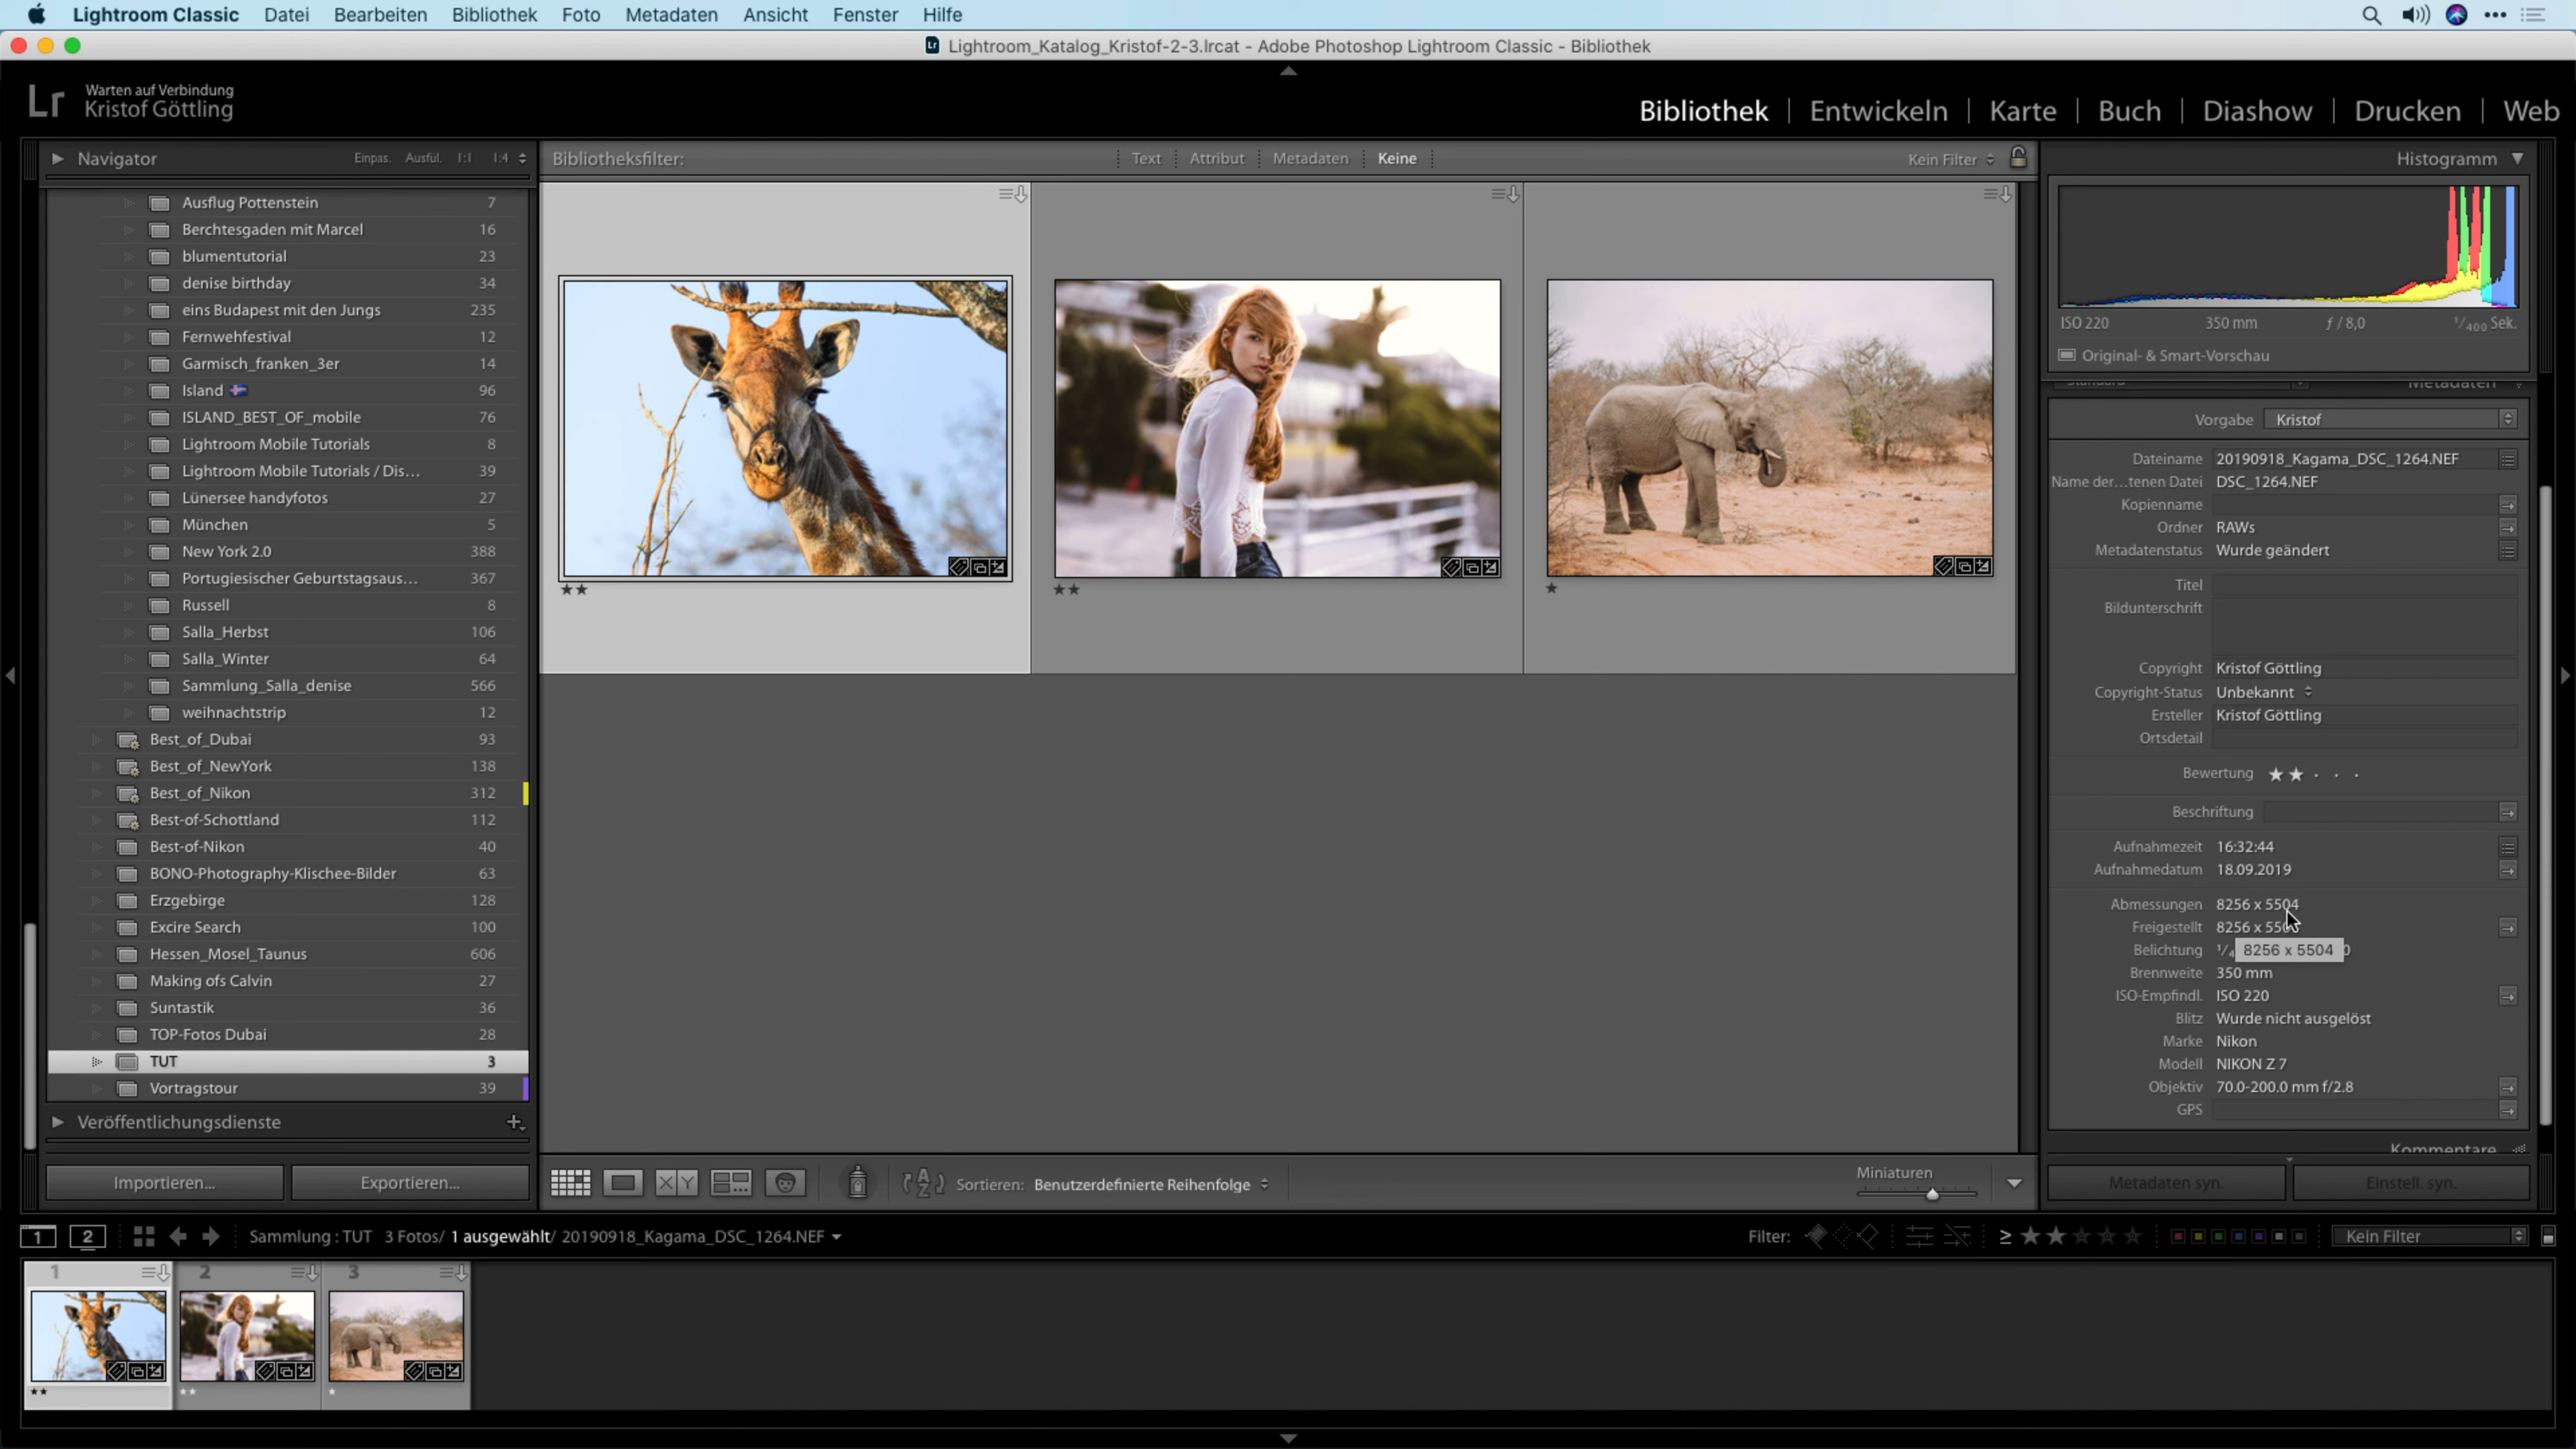 Lightroom Classic Datei Bearbeiten Bibliothek Foto Metadaten Ansicht Fenster Hilfe
Lightroom_Katalog_Kristof-2-3.lrcat - Adobe Photoshop Lightroom Classic - Bibliothek
Lr Warten auf Verbindung
Kristof Göttling
Bibliothek | Entwickeln | Karte | Buch | Diashow | Drucken | Web
Navigator Einpas. Ausfül. 1:1 1:4
Ausflug Pottenstein 7
Berchtesgaden mit Marcel 16
blumentutorial 23
denise birthday 34
eins Budapest mit den Jungs 235
Fernwehfestival 12
Garmisch_franken_3er 14
Island 🇮🇸 96
ISLAND_BEST_OF_mobile 76
Lightroom Mobile Tutorials 8
Lightroom Mobile Tutorials / Dis... 39
Lünersee handyfotos 27
München 5
New York 2.0 388
Portugiesischer Geburtstagsaus... 367
Russell 8
Salla_Herbst 106
Salla_Winter 64
Sammlung_Salla_denise 566
weihnachtstrip 12
Best_of_Dubai 93
Best_of_NewYork 138
Best_of_Nikon 312
Best-of-Schottland 112
Best-of-Nikon 40
BONO-Photography-Klischee-Bilder 63
Erzgebirge 128
Excire Search 100
Hessen_Mosel_Taunus 606
Making ofs Calvin 27
Suntastik 36
TOP-Fotos Dubai 28
TUT 3
Vortragstour 39
Veröffentlichungsdienste
Importieren... Exportieren...
Bibliotheksfilter: Text Attribut Metadaten Keine Kein Filter
XY Sortieren: Benutzerdefinierte Reihenfolge Miniaturen
Histogramm
ISO 220 350 mm ƒ / 8,0 1/400 Sek.
Original- & Smart-Vorschau
Standard Metadaten
Vorgabe Kristof
Dateiname 20190918_Kagama_DSC_1264.NEF
Name der...tenen Datei DSC_1264.NEF
Kopienname
Ordner RAWs
Metadatenstatus Wurde geändert
Titel
Bildunterschrift
Copyright Kristof Göttling
Copyright-Status Unbekannt
Ersteller Kristof Göttling
Ortsdetail
Bewertung ★★
Beschriftung
Aufnahmezeit 16:32:44
Aufnahmedatum 18.09.2019
Abmessungen 8256 x 5504
Freigestellt 8256 x
Belichtung 8256 x 5504
Brennweite 350 mm
ISO-Empfindl. ISO 220
Blitz Wurde nicht ausgelöst
Marke Nikon
Modell NIKON Z 7
Objektiv 70.0-200.0 mm f/2.8
GPS
Kommentare
Metadaten syn. Einstell. syn.
1 2 Sammlung : TUT 3 Fotos/ 1 ausgewählt/ 20190918_Kagama_DSC_1264.NEF Filter: ≥ ★★ Kein Filter
1 2 3